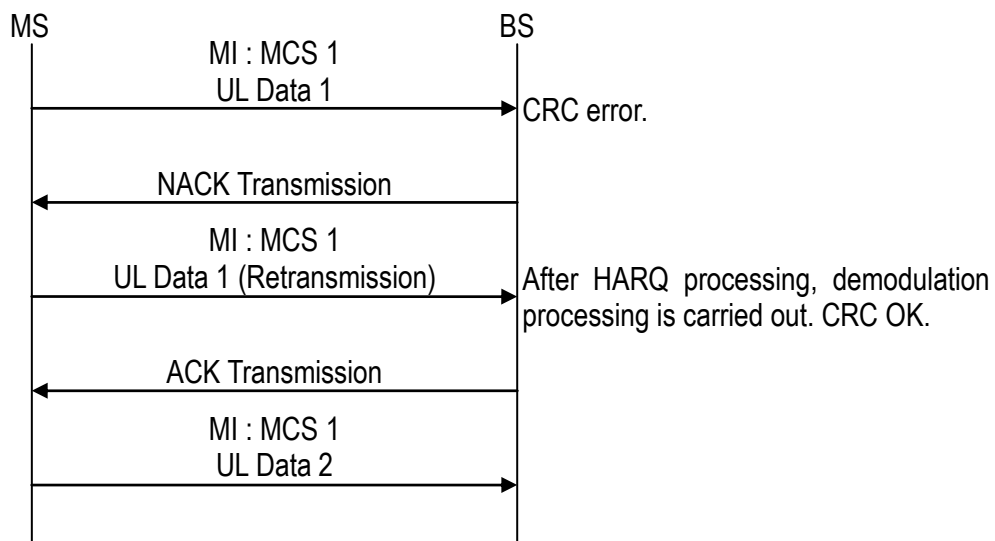 MS
BS
MI : MCS 1
UL Data 1
CRC error.
NACK Transmission
MI : MCS 1
UL Data 1 (Retransmission)
After HARQ processing, demodulation
processing is carried out. CRC OK.
ACK Transmission
MI : MCS 1
UL Data 2